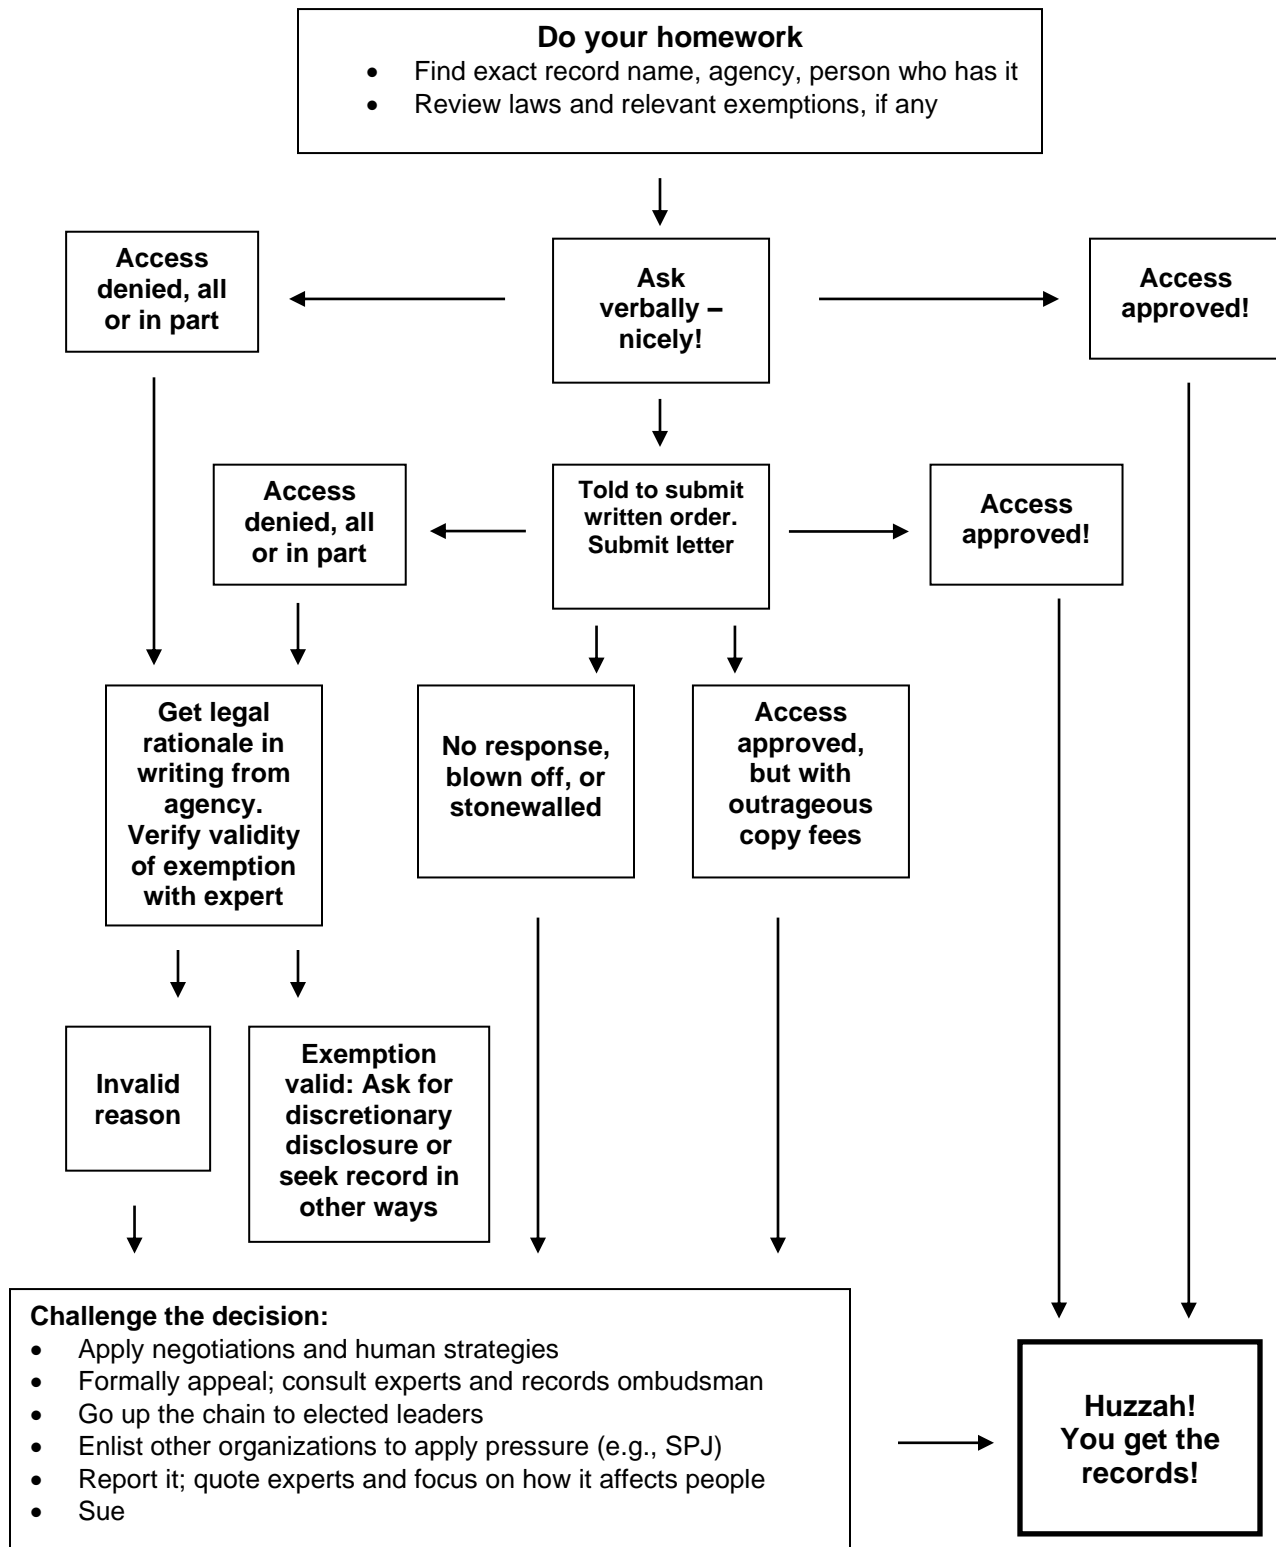 Do your homework
• Find exact record name, agency, person who has it
• Review laws and relevant exemptions, if any
Access
denied, all
or in part
Ask
verbally –
nicely!
Access
approved!
Access
denied, all
or in part
Told to submit
written order.
Submit letter
Access
approved!
Get legal
rationale in
writing from
agency.
Verify validity
of exemption
with expert
No response,
blown off, or
stonewalled
Access
approved,
but with
outrageous
copy fees
Invalid
reason
Exemption
valid: Ask for
discretionary
disclosure or
seek record in
other ways
Challenge the decision:
• Apply negotiations and human strategies
• Formally appeal; consult experts and records ombudsman
• Go up the chain to elected leaders
• Enlist other organizations to apply pressure (e.g., SPJ)
• Report it; quote experts and focus on how it affects people
• Sue
Huzzah!
You get the
records!